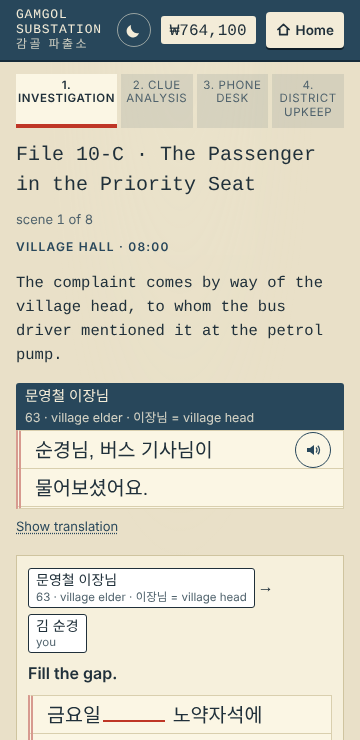 GAMGOL
SUBSTATION
감골 파출소
₩764,100
Home
1.
INVESTIGATION
2. CLUE
ANALYSIS
3. PHONE
DESK
4.
DISTRICT
UPKEEP
File 10-C · The Passenger
in the Priority Seat
scene 1 of 8
VILLAGE HALL · 08:00
The complaint comes by way of the
village head, to whom the bus
driver mentioned it at the petrol
pump.
문영철 이장님
63 · village elder · 이장님 = village head
순경님, 버스 기사님이
물어보셨어요.
Show translation
문영철 이장님
63 · village elder · 이장님 = village head
→
김 순경
you
Fill the gap.
금요일____ 노약자석에